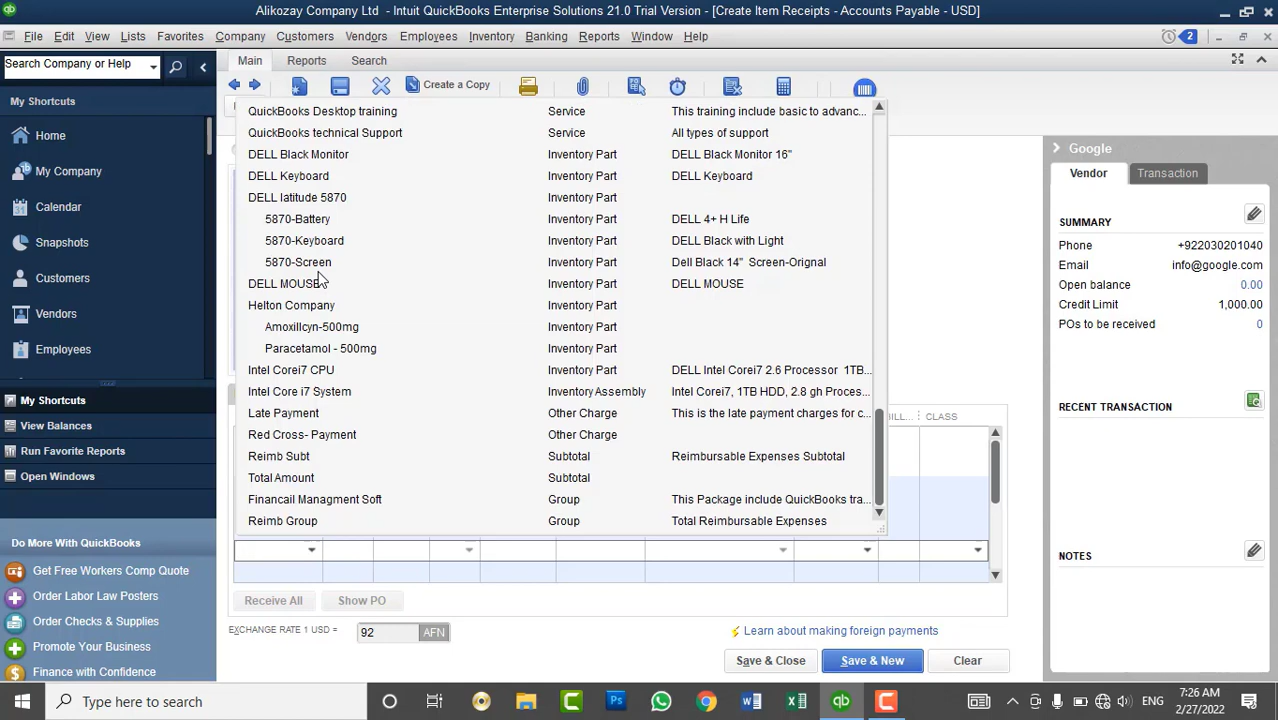 Alikozay Company Ltd - Intuit QuickBooks Enterprise Solutions 21.0 Trial Version - [Create Item Receipts - Accounts Payable - USD]
File Edit View Lists Favorites Company Customers Vendors Employees Inventory Banking Reports Window Help 2
Search Company or Help
Main Reports Search
Create a Copy
My Shortcuts
Home
My Company
Calendar
Snapshots
Customers
Vendors
Employees
My Shortcuts
View Balances
Run Favorite Reports
Open Windows
Do More With QuickBooks
Get Free Workers Comp Quote
Order Labor Law Posters
Order Checks & Supplies
Promote Your Business
Finance with Confidence
QuickBooks Desktop training Service This training include basic to advanc...
QuickBooks technical Support Service All types of support
DELL Black Monitor Inventory Part DELL Black Monitor 16"
DELL Keyboard Inventory Part DELL Keyboard
DELL latitude 5870 Inventory Part
5870-Battery Inventory Part DELL 4+ H Life
5870-Keyboard Inventory Part DELL Black with Light
5870-Screen Inventory Part Dell Black 14" Screen-Orignal
DELL MOUSE Inventory Part DELL MOUSE
Helton Company Inventory Part
Amoxillcyn-500mg Inventory Part
Paracetamol - 500mg Inventory Part
Intel Corei7 CPU Inventory Part DELL Intel Corei7 2.6 Processor 1TB...
Intel Core i7 System Inventory Assembly Intel Corei7, 1TB HDD, 2.8 gh Proces...
Late Payment Other Charge This is the late payment charges for c...
Red Cross- Payment Other Charge
Reimb Subt Subtotal Reimbursable Expenses Subtotal
Total Amount Subtotal
Financail Managment Soft Group This Package include QuickBooks tra...
Reimb Group Group Total Reimbursable Expenses
BILL... CLASS
Receive All Show PO
EXCHANGE RATE 1 USD = 92 AFN
Learn about making foreign payments
Save & Close Save & New Clear
Google
Vendor Transaction
SUMMARY
Phone +922030201040
Email info@google.com
Open balance 0.00
Credit Limit 1,000.00
POs to be received 0
RECENT TRANSACTION
NOTES
Type here to search
ENG
7:26 AM
2/27/2022